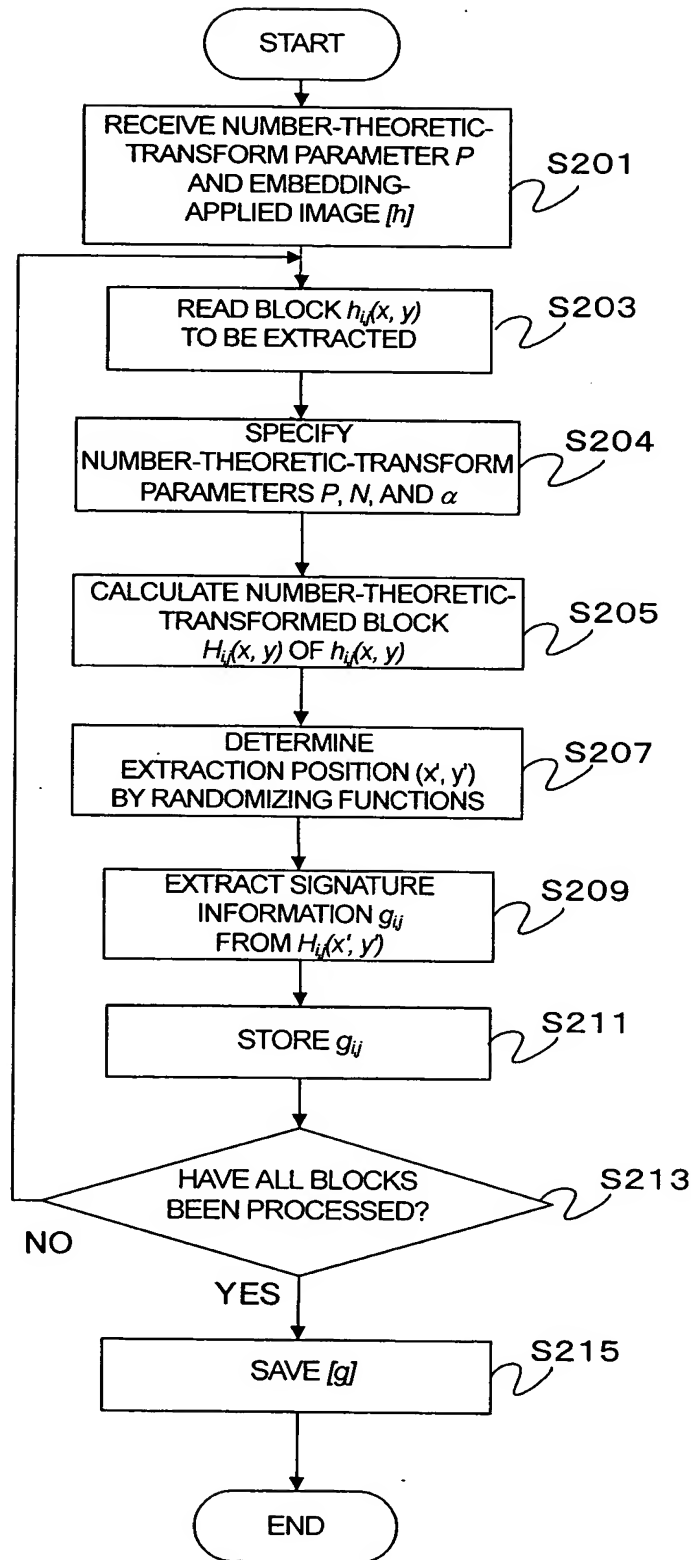 START
RECEIVE NUMBER-THEORETIC-
TRANSFORM PARAMETER P
AND EMBEDDING-
APPLIED IMAGE [h]
S201
READ BLOCK hij(x, y)
TO BE EXTRACTED
S203
SPECIFY
NUMBER-THEORETIC-TRANSFORM
PARAMETERS P, N, AND α
S204
CALCULATE NUMBER-THEORETIC-
TRANSFORMED BLOCK
Hij(x, y) OF hij(x, y)
S205
DETERMINE
EXTRACTION POSITION (x', y')
BY RANDOMIZING FUNCTIONS
S207
EXTRACT SIGNATURE
INFORMATION gij
FROM Hij(x', y')
S209
STORE gij
S211
HAVE ALL BLOCKS
BEEN PROCESSED?
S213
NO
YES
SAVE [g]
S215
END